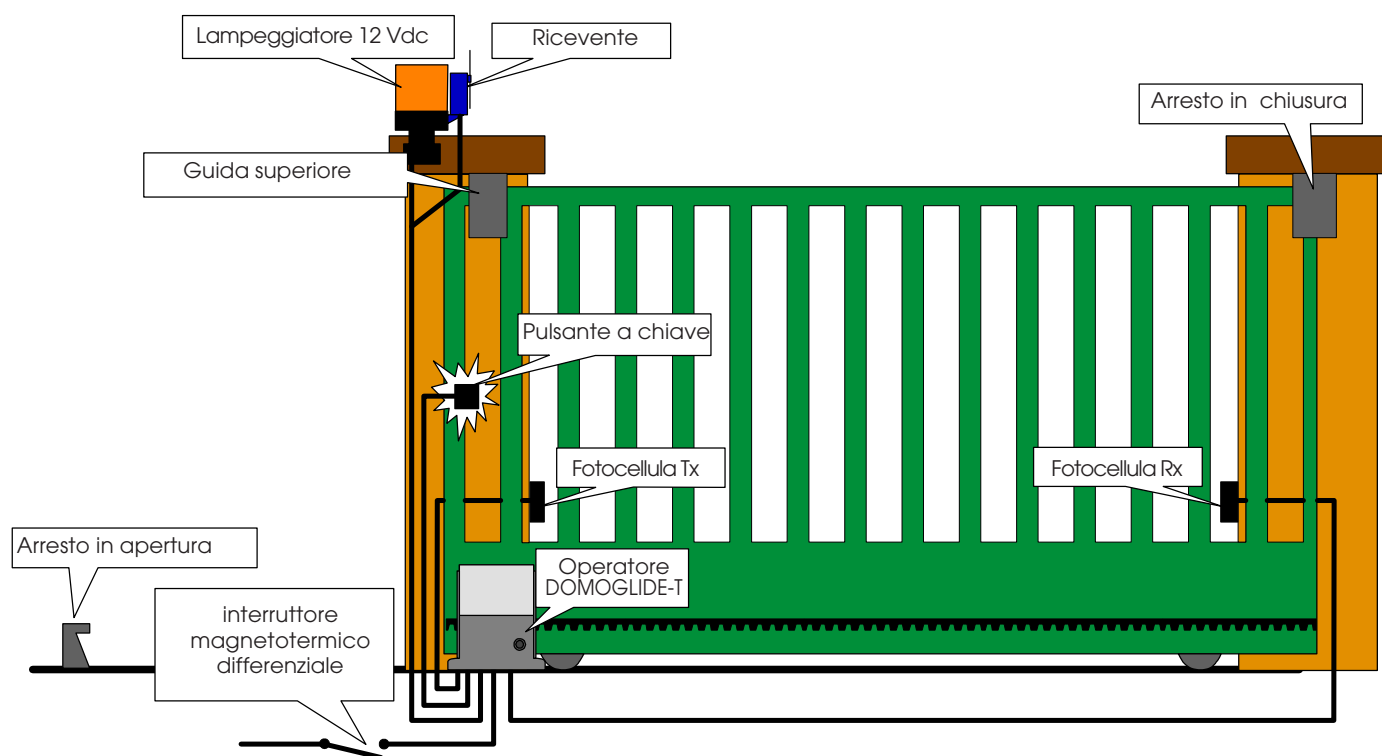 Lampeggiatore 12 Vdc
Ricevente
Arresto in chiusura
Guida superiore
Pulsante a chiave
Fotocellula Tx
Fotocellula Rx
Arresto in apertura
Operatore
DOMOGLIDE-T
interruttore
magnetotermico
differenziale